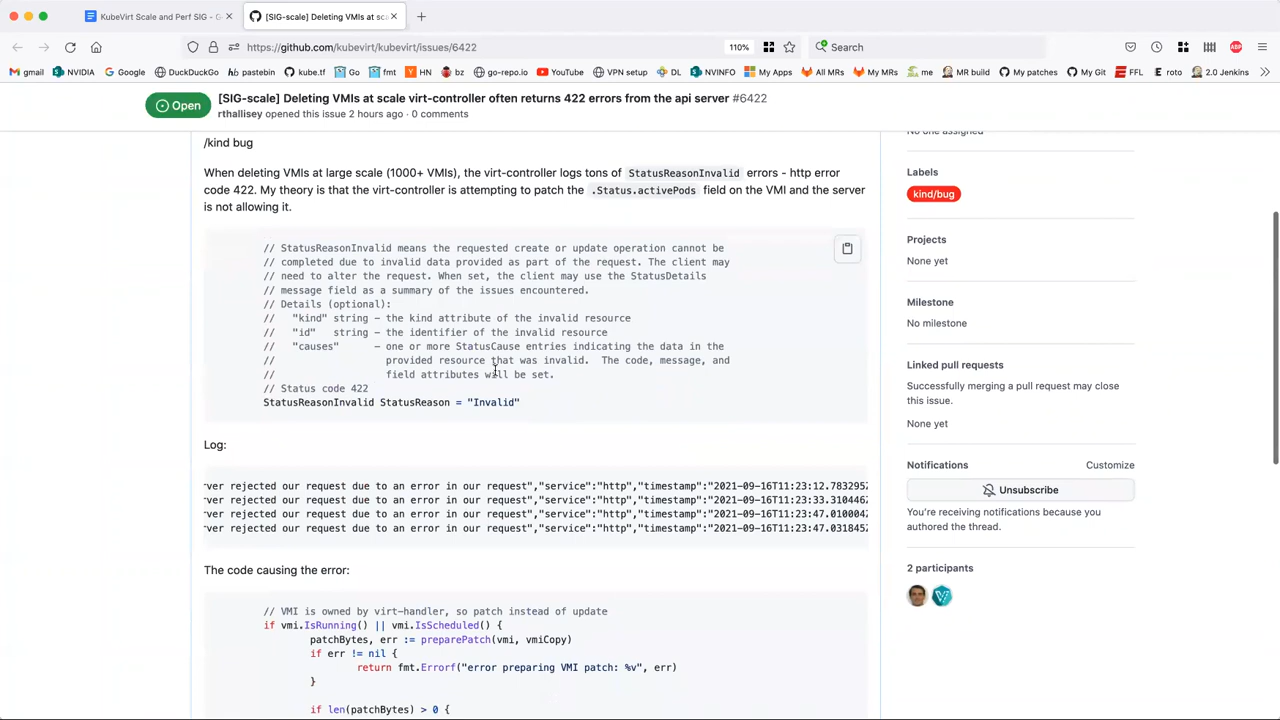 KubeVirt Scale and Perf SIG - G
[SIG-scale] Deleting VMIs at sca
https://github.com/kubevirt/kubevirt/issues/6422
110%
Search
gmail
NVIDIA
Google
DuckDuckGo
pastebin
kube.tf
Go
fmt
HN
bz
go-repo.io
YouTube
VPN setup
DL
NVINFO
My Apps
All MRs
My MRs
me
MR build
My patches
My Git
FFL
roto
2.0 Jenkins
Open
[SIG-scale] Deleting VMIs at scale virt-controller often returns 422 errors from the api server #6422
rthallisey opened this issue 2 hours ago · 0 comments
/kind bug
When deleting VMIs at large scale (1000+ VMIs), the virt-controller logs tons of StatusReasonInvalid errors - http error
code 422. My theory is that the virt-controller is attempting to patch the .Status.activePods field on the VMI and the server
is not allowing it.
// StatusReasonInvalid means the requested create or update operation cannot be
// completed due to invalid data provided as part of the request. The client may
// need to alter the request. When set, the client may use the StatusDetails
// message field as a summary of the issues encountered.
// Details (optional):
// "kind" string - the kind attribute of the invalid resource
// "id" string - the identifier of the invalid resource
// "causes" - one or more StatusCause entries indicating the data in the
// provided resource that was invalid. The code, message, and
// field attributes will be set.
// Status code 422
StatusReasonInvalid StatusReason = "Invalid"
Log:
rver rejected our request due to an error in our request","service":"http","timestamp":"2021-09-16T11:23:12.783295Z
rver rejected our request due to an error in our request","service":"http","timestamp":"2021-09-16T11:23:33.310446Z
rver rejected our request due to an error in our request","service":"http","timestamp":"2021-09-16T11:23:47.010004Z
rver rejected our request due to an error in our request","service":"http","timestamp":"2021-09-16T11:23:47.031845Z
The code causing the error:
// VMI is owned by virt-handler, so patch instead of update
if vmi.IsRunning() || vmi.IsScheduled() {
patchBytes, err := preparePatch(vmi, vmiCopy)
if err != nil {
return fmt.Errorf("error preparing VMI patch: %v", err)
}
if len(patchBytes) > 0 {
No one assigned
Labels
kind/bug
Projects
None yet
Milestone
No milestone
Linked pull requests
Successfully merging a pull request may close
this issue.
None yet
Notifications
Customize
Unsubscribe
You're receiving notifications because you
authored the thread.
2 participants